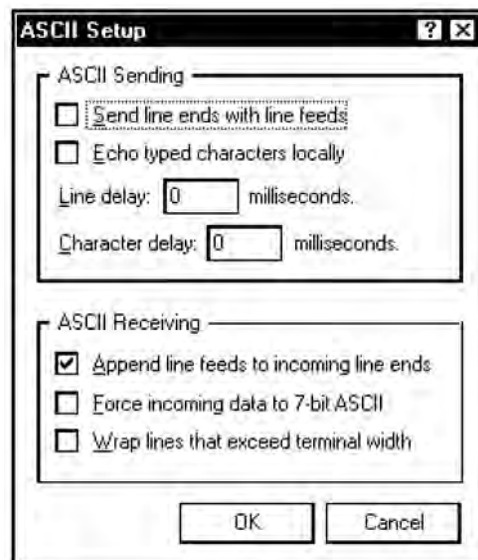 ASCII Setup
ASCII Sending
Send line ends with line feeds
Echo typed characters locally
Line delay: 0 milliseconds.
Character delay: 0 milliseconds.
ASCII Receiving
Append line feeds to incoming line ends
Force incoming data to 7-bit ASCII
Wrap lines that exceed terminal width
OK Cancel